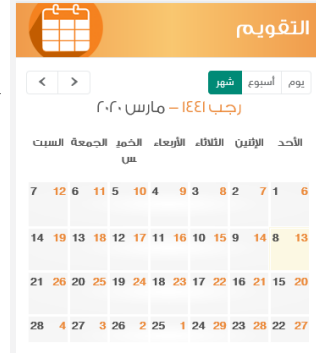 التقويم
يوم أسبوع شهر
رجب ١٤٤١ – مارس ٢٠٢٠
الأحد الإثنين الثلاثاء الأربعاء الخميس الجمعة السبت
6 1 7 2 8 3 9 4 10 5 11 6 12 7
13 8 14 9 15 10 16 11 17 12 18 13 19 14
20 15 21 16 22 17 23 18 24 19 25 20 26 21
27 22 28 23 29 24 1 25 2 26 3 27 4 28